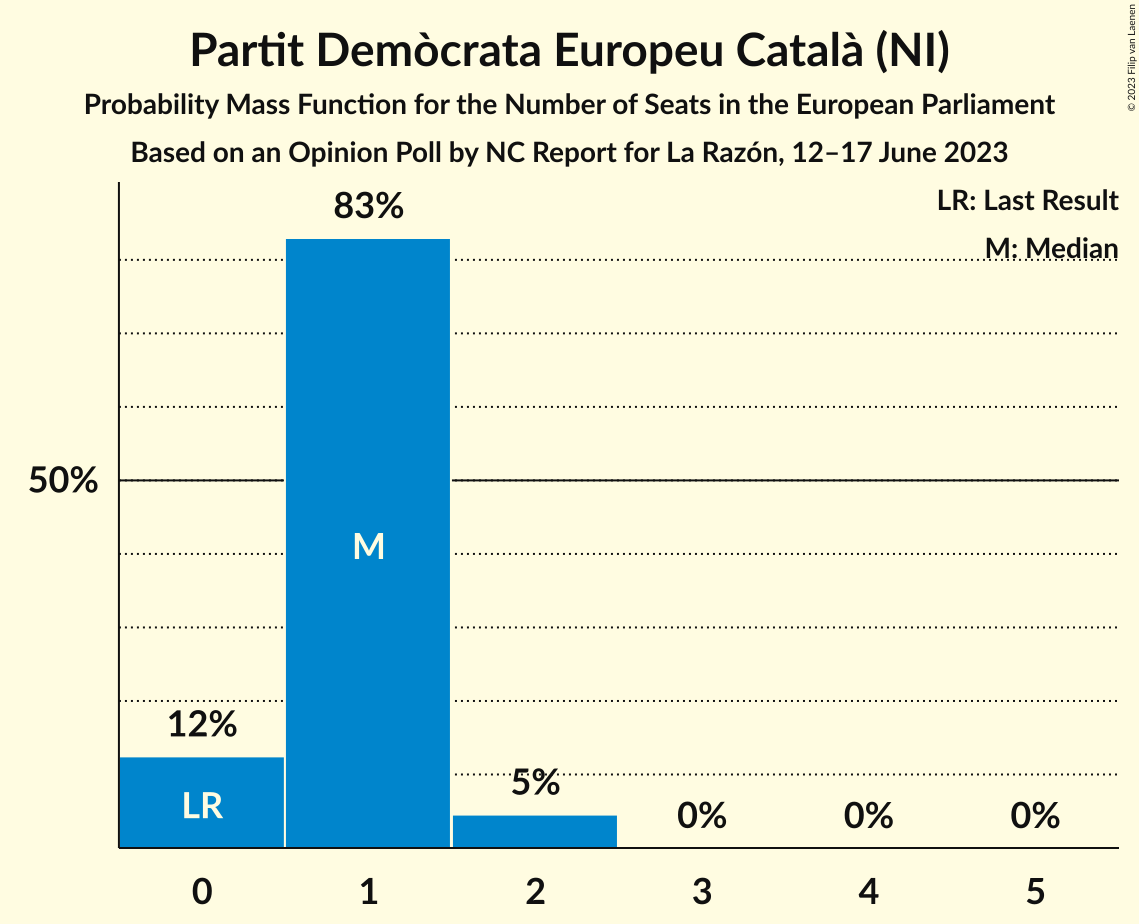 Partit Demòcrata Europeu Català (NI)
Probability Mass Function for the Number of Seats in the European Parliament
Based on an Opinion Poll by NC Report for La Razón, 12–17 June 2023
© 2023 Filip van Laenen
LR: Last Result
M: Median
83%
50%
M
12%
LR
5%
0%
0%
0%
0 1 2 3 4 5